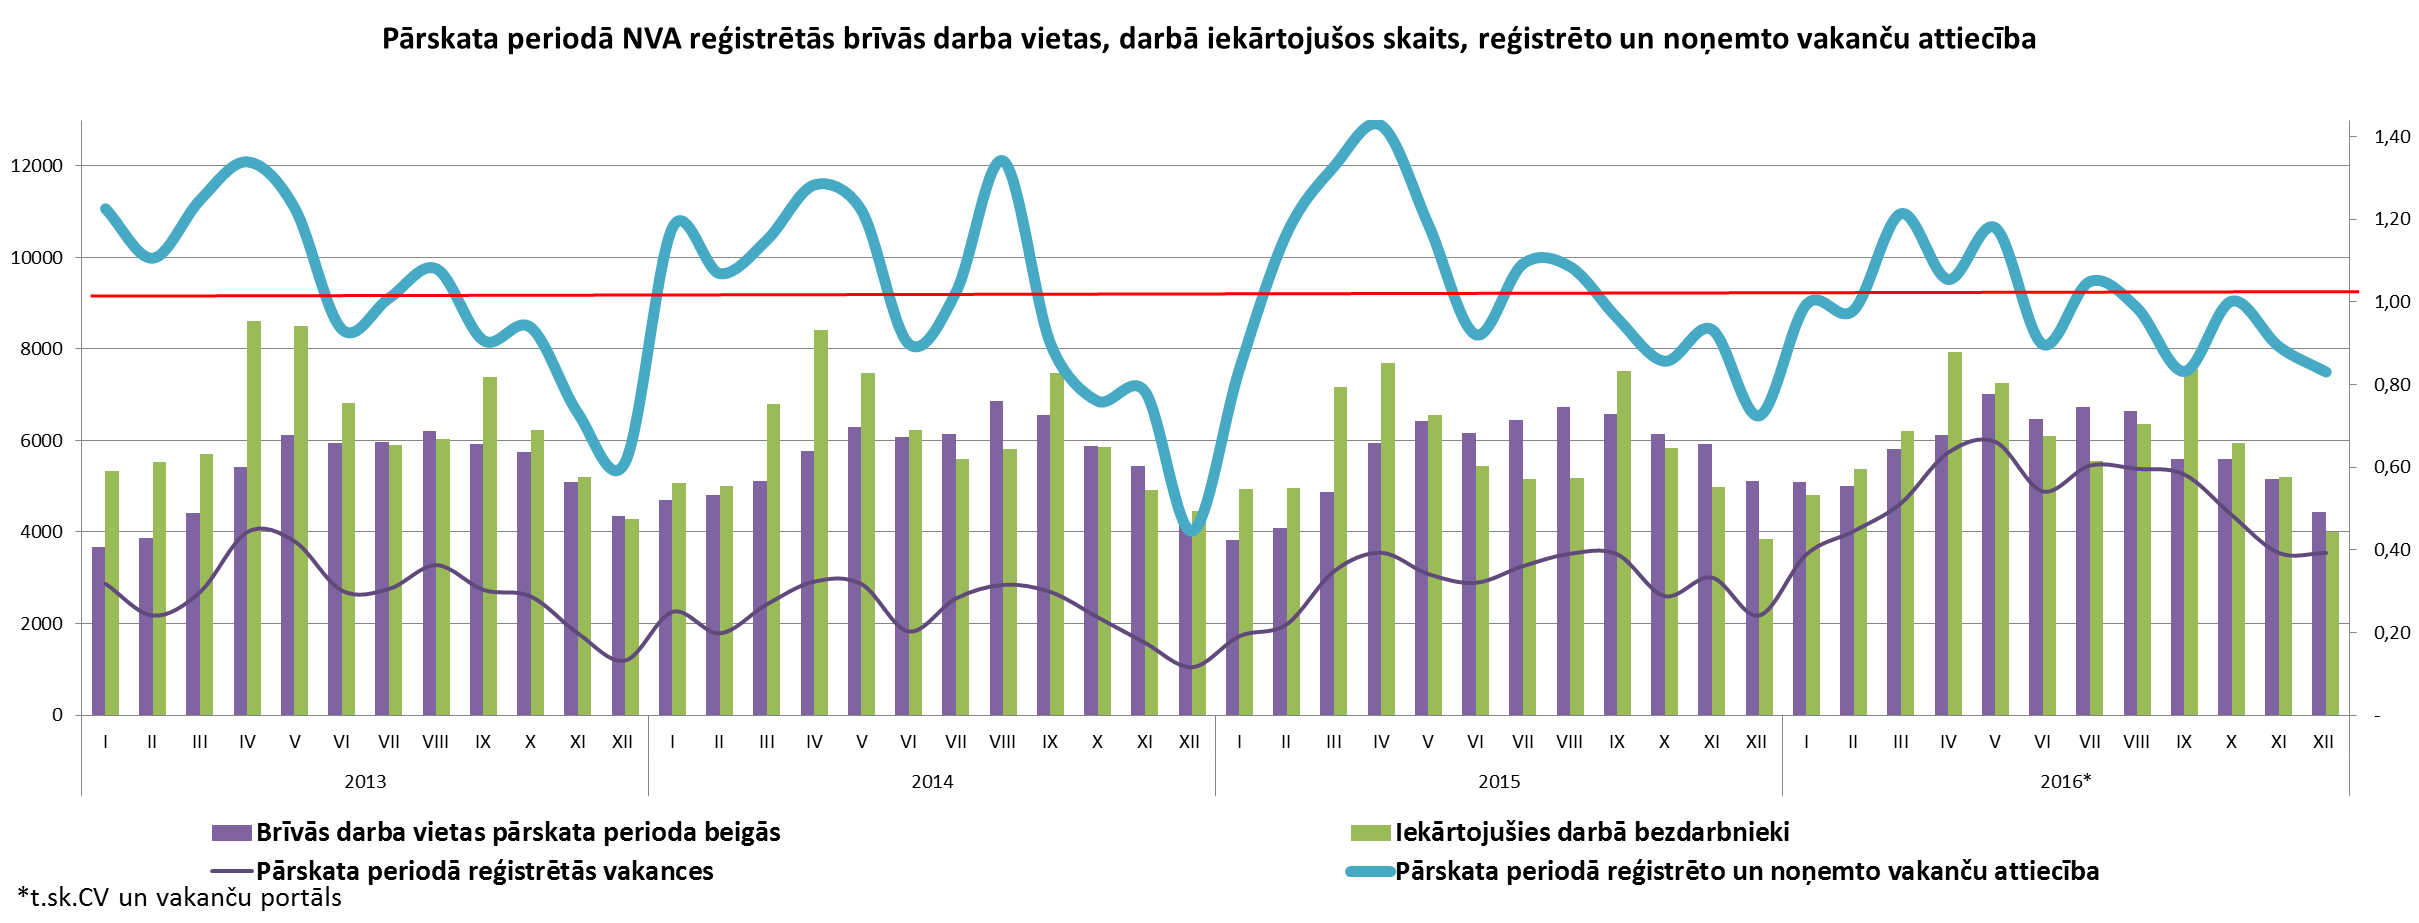 Pārskata periodā NVA reģistrētās brīvās darba vietas, darbā iekārtojušos skaits, reģistrēto un noņemto vakanču attiecība
12000
10000
8000
6000
4000
2000
0
1,40
1,20
1,00
0,80
0,60
0,40
0,20
-
I II III IV V VI VII VIII IX X XI XII I II III IV V VI VII VIII IX X XI XII I II III IV V VI VII VIII IX X XI XII I II III IV V VI VII VIII IX X XI XII
2013 2014 2015 2016*
Brīvās darba vietas pārskata perioda beigās
Iekārtojušies darbā bezdarbnieki
Pārskata periodā reģistrētās vakances
Pārskata periodā reģistrēto un noņemto vakanču attiecība
*t.sk.CV un vakanču portāls